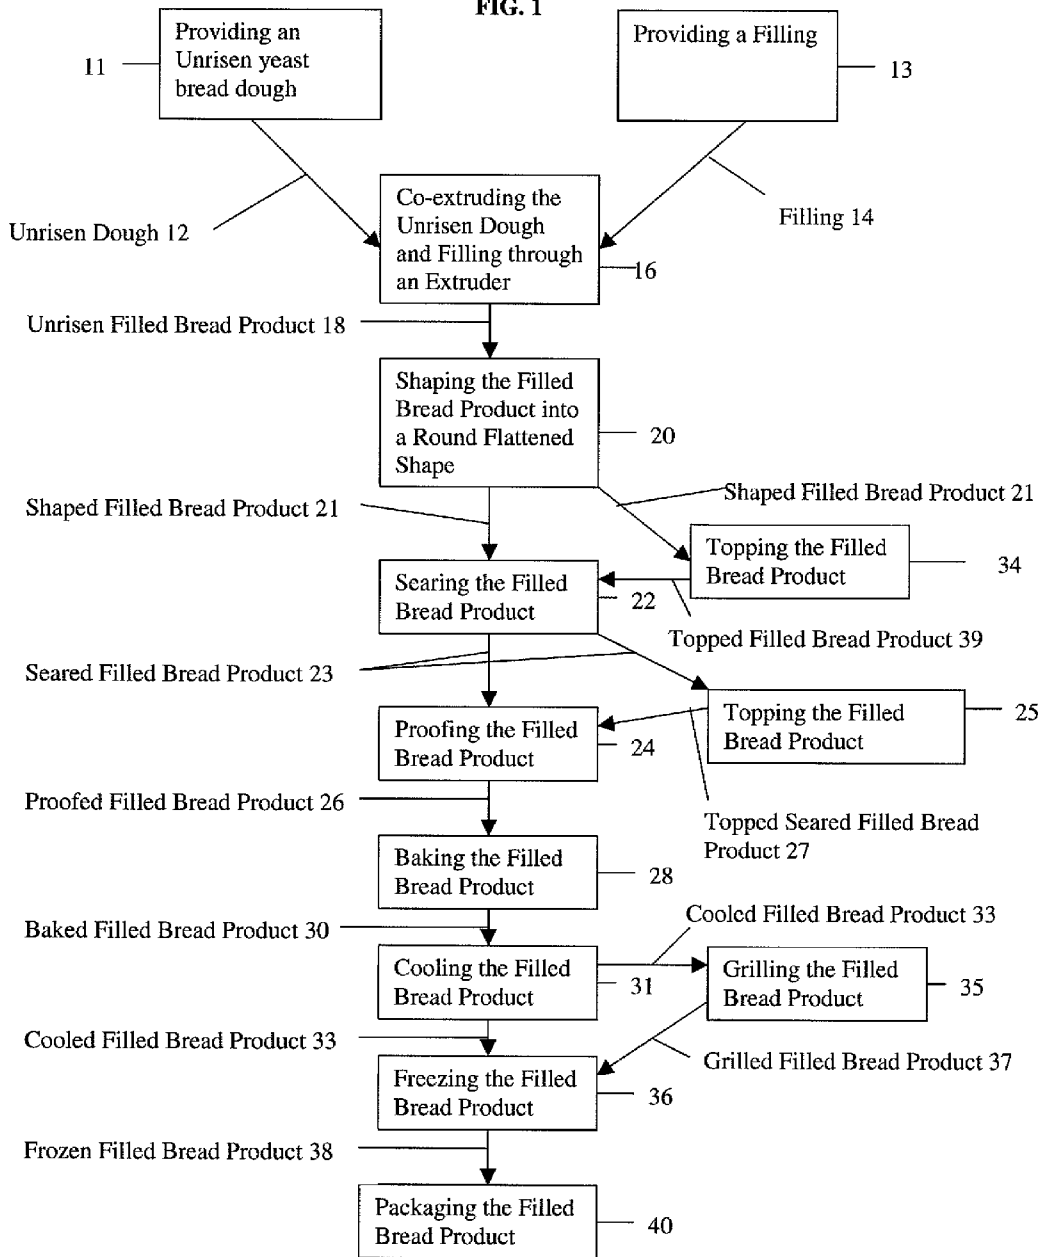 FIG. 1
Providing an
Unrisen yeast
bread dough
11
Providing a Filling
13
Unrisen Dough 12
Co-extruding the
Unrisen Dough
and Filling through
an Extruder
16
Filling 14
Unrisen Filled Bread Product 18
Shaping the Filled
Bread Product into
a Round Flattened
Shape
20
Shaped Filled Bread Product 21
Shaped Filled Bread Product 21
Topping the Filled
Bread Product
34
Searing the Filled
Bread Product
22
Topped Filled Bread Product 39
Seared Filled Bread Product 23
Topping the Filled
Bread Product
25
Proofing the Filled
Bread Product
24
Proofed Filled Bread Product 26
Topped Seared Filled Bread
Product 27
Baking the Filled
Bread Product
28
Baked Filled Bread Product 30
Cooled Filled Bread Product 33
Cooling the Filled
Bread Product
31
Grilling the Filled
Bread Product
35
Cooled Filled Bread Product 33
Grilled Filled Bread Product 37
Freezing the Filled
Bread Product
36
Frozen Filled Bread Product 38
Packaging the Filled
Bread Product
40